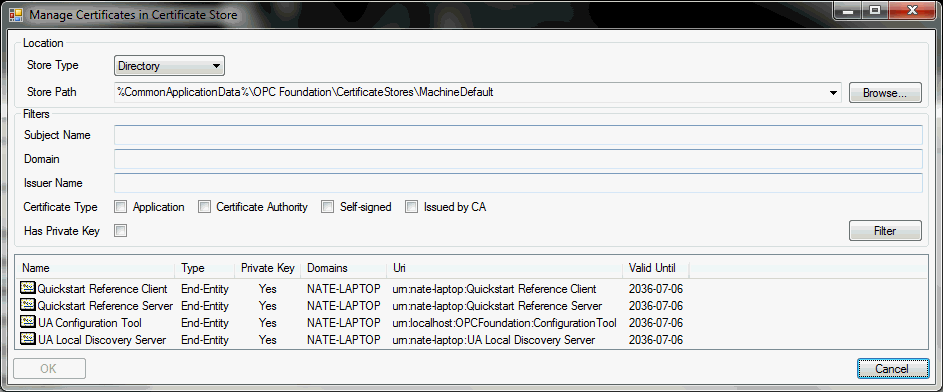 Manage Certificates in Certificate Store
Location
Store Type Directory
Store Path %CommonApplicationData%\OPC Foundation\CertificateStores\MachineDefault Browse...
Filters
Subject Name
Domain
Issuer Name
Certificate Type Application Certificate Authority Self-signed Issued by CA
Has Private Key Filter
Name Type Private Key Domains Uri Valid Until
Quickstart Reference Client End-Entity Yes NATE-LAPTOP urn:nate-laptop:Quickstart Reference Client 2036-07-06
Quickstart Reference Server End-Entity Yes NATE-LAPTOP urn:nate-laptop:Quickstart Reference Server 2036-07-06
UA Configuration Tool End-Entity Yes NATE-LAPTOP urn:localhost:OPCFoundation:ConfigurationTool 2036-07-06
UA Local Discovery Server End-Entity Yes NATE-LAPTOP urn:nate-laptop:UA Local Discovery Server 2036-07-06
OK Cancel